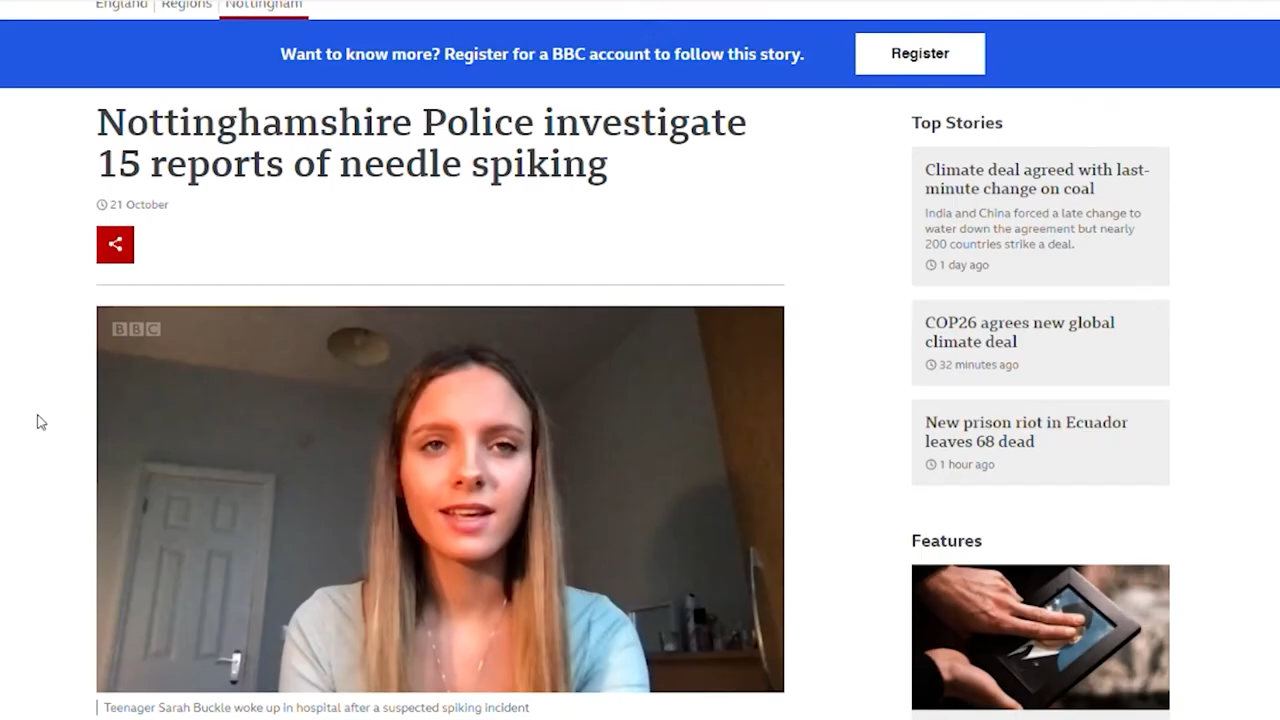 England
Regions
Nottingham
Want to know more? Register for a BBC account to follow this story.
Register
Nottinghamshire Police investigate
15 reports of needle spiking
21 October
BBC
Teenager Sarah Buckle woke up in hospital after a suspected spiking incident
Top Stories
Climate deal agreed with last-
minute change on coal
India and China forced a late change to
water down the agreement but nearly
200 countries strike a deal.
1 day ago
COP26 agrees new global
climate deal
32 minutes ago
New prison riot in Ecuador
leaves 68 dead
1 hour ago
Features